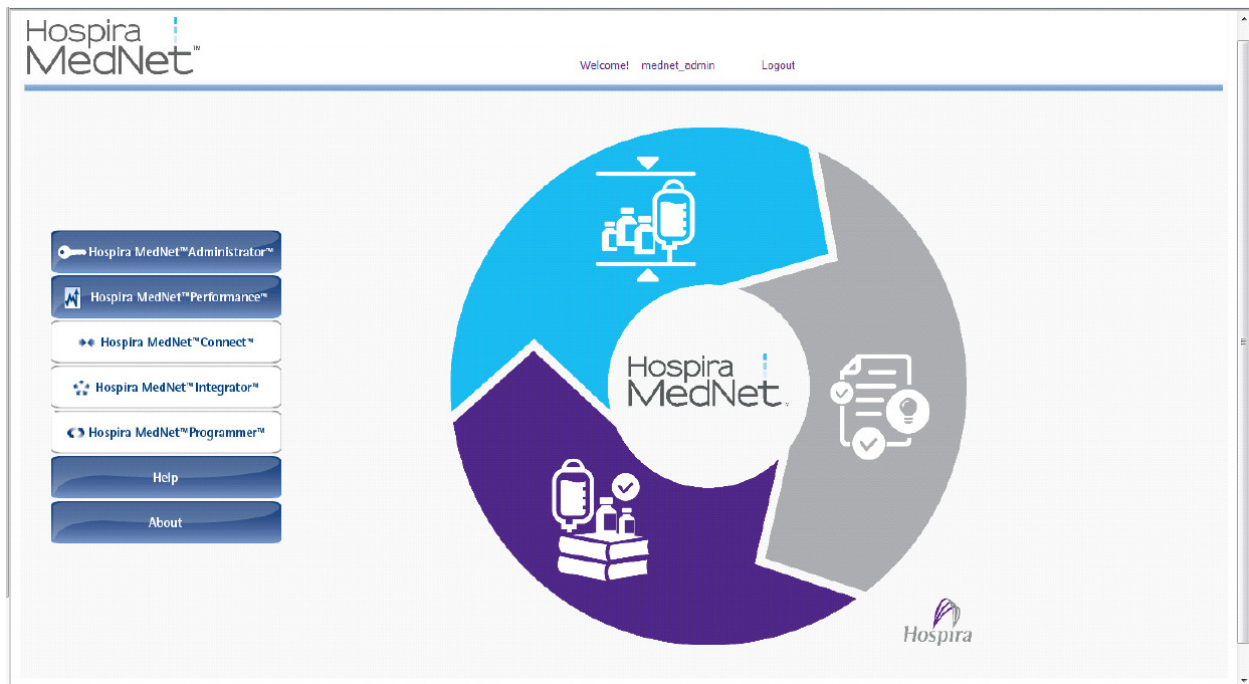 Hospira
MedNet™
Welcome! mednet_admin Logout
Hospira MedNet™Administrator™
Hospira MedNet™Performance™
Hospira MedNet™Connect™
Hospira MedNet™Integrator™
Hospira MedNet™Programmer™
Help
About
Hospira
MedNet™
Hospira